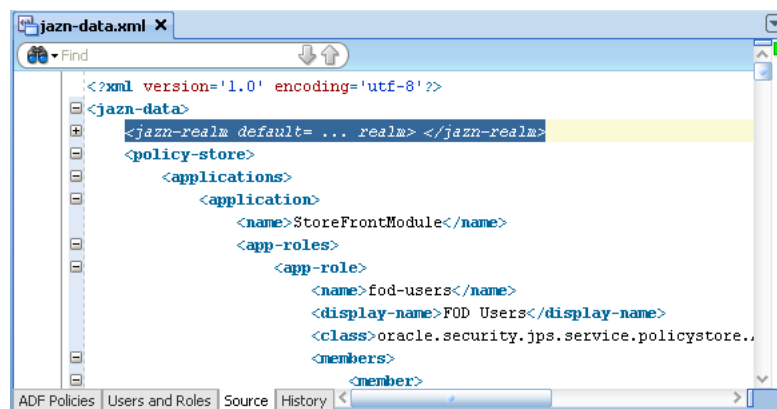 jazn-data.xml
Find
<?xml version='1.0' encoding='utf-8'?>
<jazn-data>
<jazn-realm default= ... realm> </jazn-realm>
<policy-store>
<applications>
<application>
<name>StoreFrontModule</name>
<app-roles>
<app-role>
<name>fod-users</name>
<display-name>FOD Users</display-name>
<class>oracle.security.jps.service.policystore.
<members>
<member>
ADF Policies Users and Roles Source History